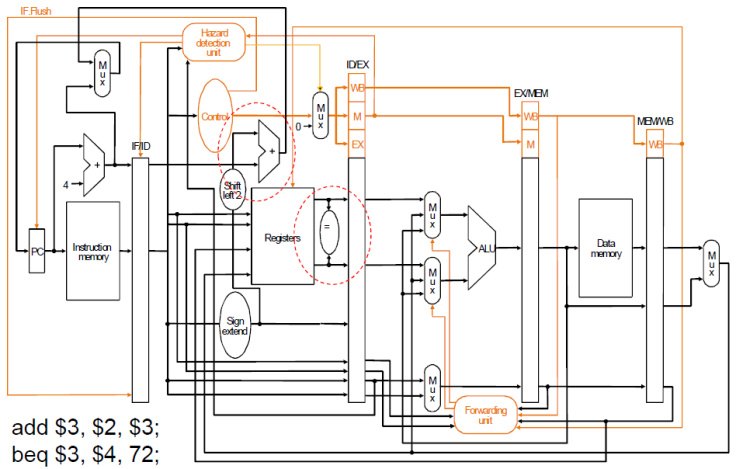 IF.Flush
Hazard
detection
unit
M
u
x
ID/EX
WB
EX/MEM
Control
M
u
x
M
WB
MEM/WB
0
IF/ID
EX
M
WB
+
+
4
Shift
left 2
PC
Instruction
memory
Registers
=
M
u
x
ALU
Data
memory
M
u
x
M
u
x
Sign
extend
M
u
x
Forwarding
unit
add $3, $2, $3;
beq $3, $4, 72;